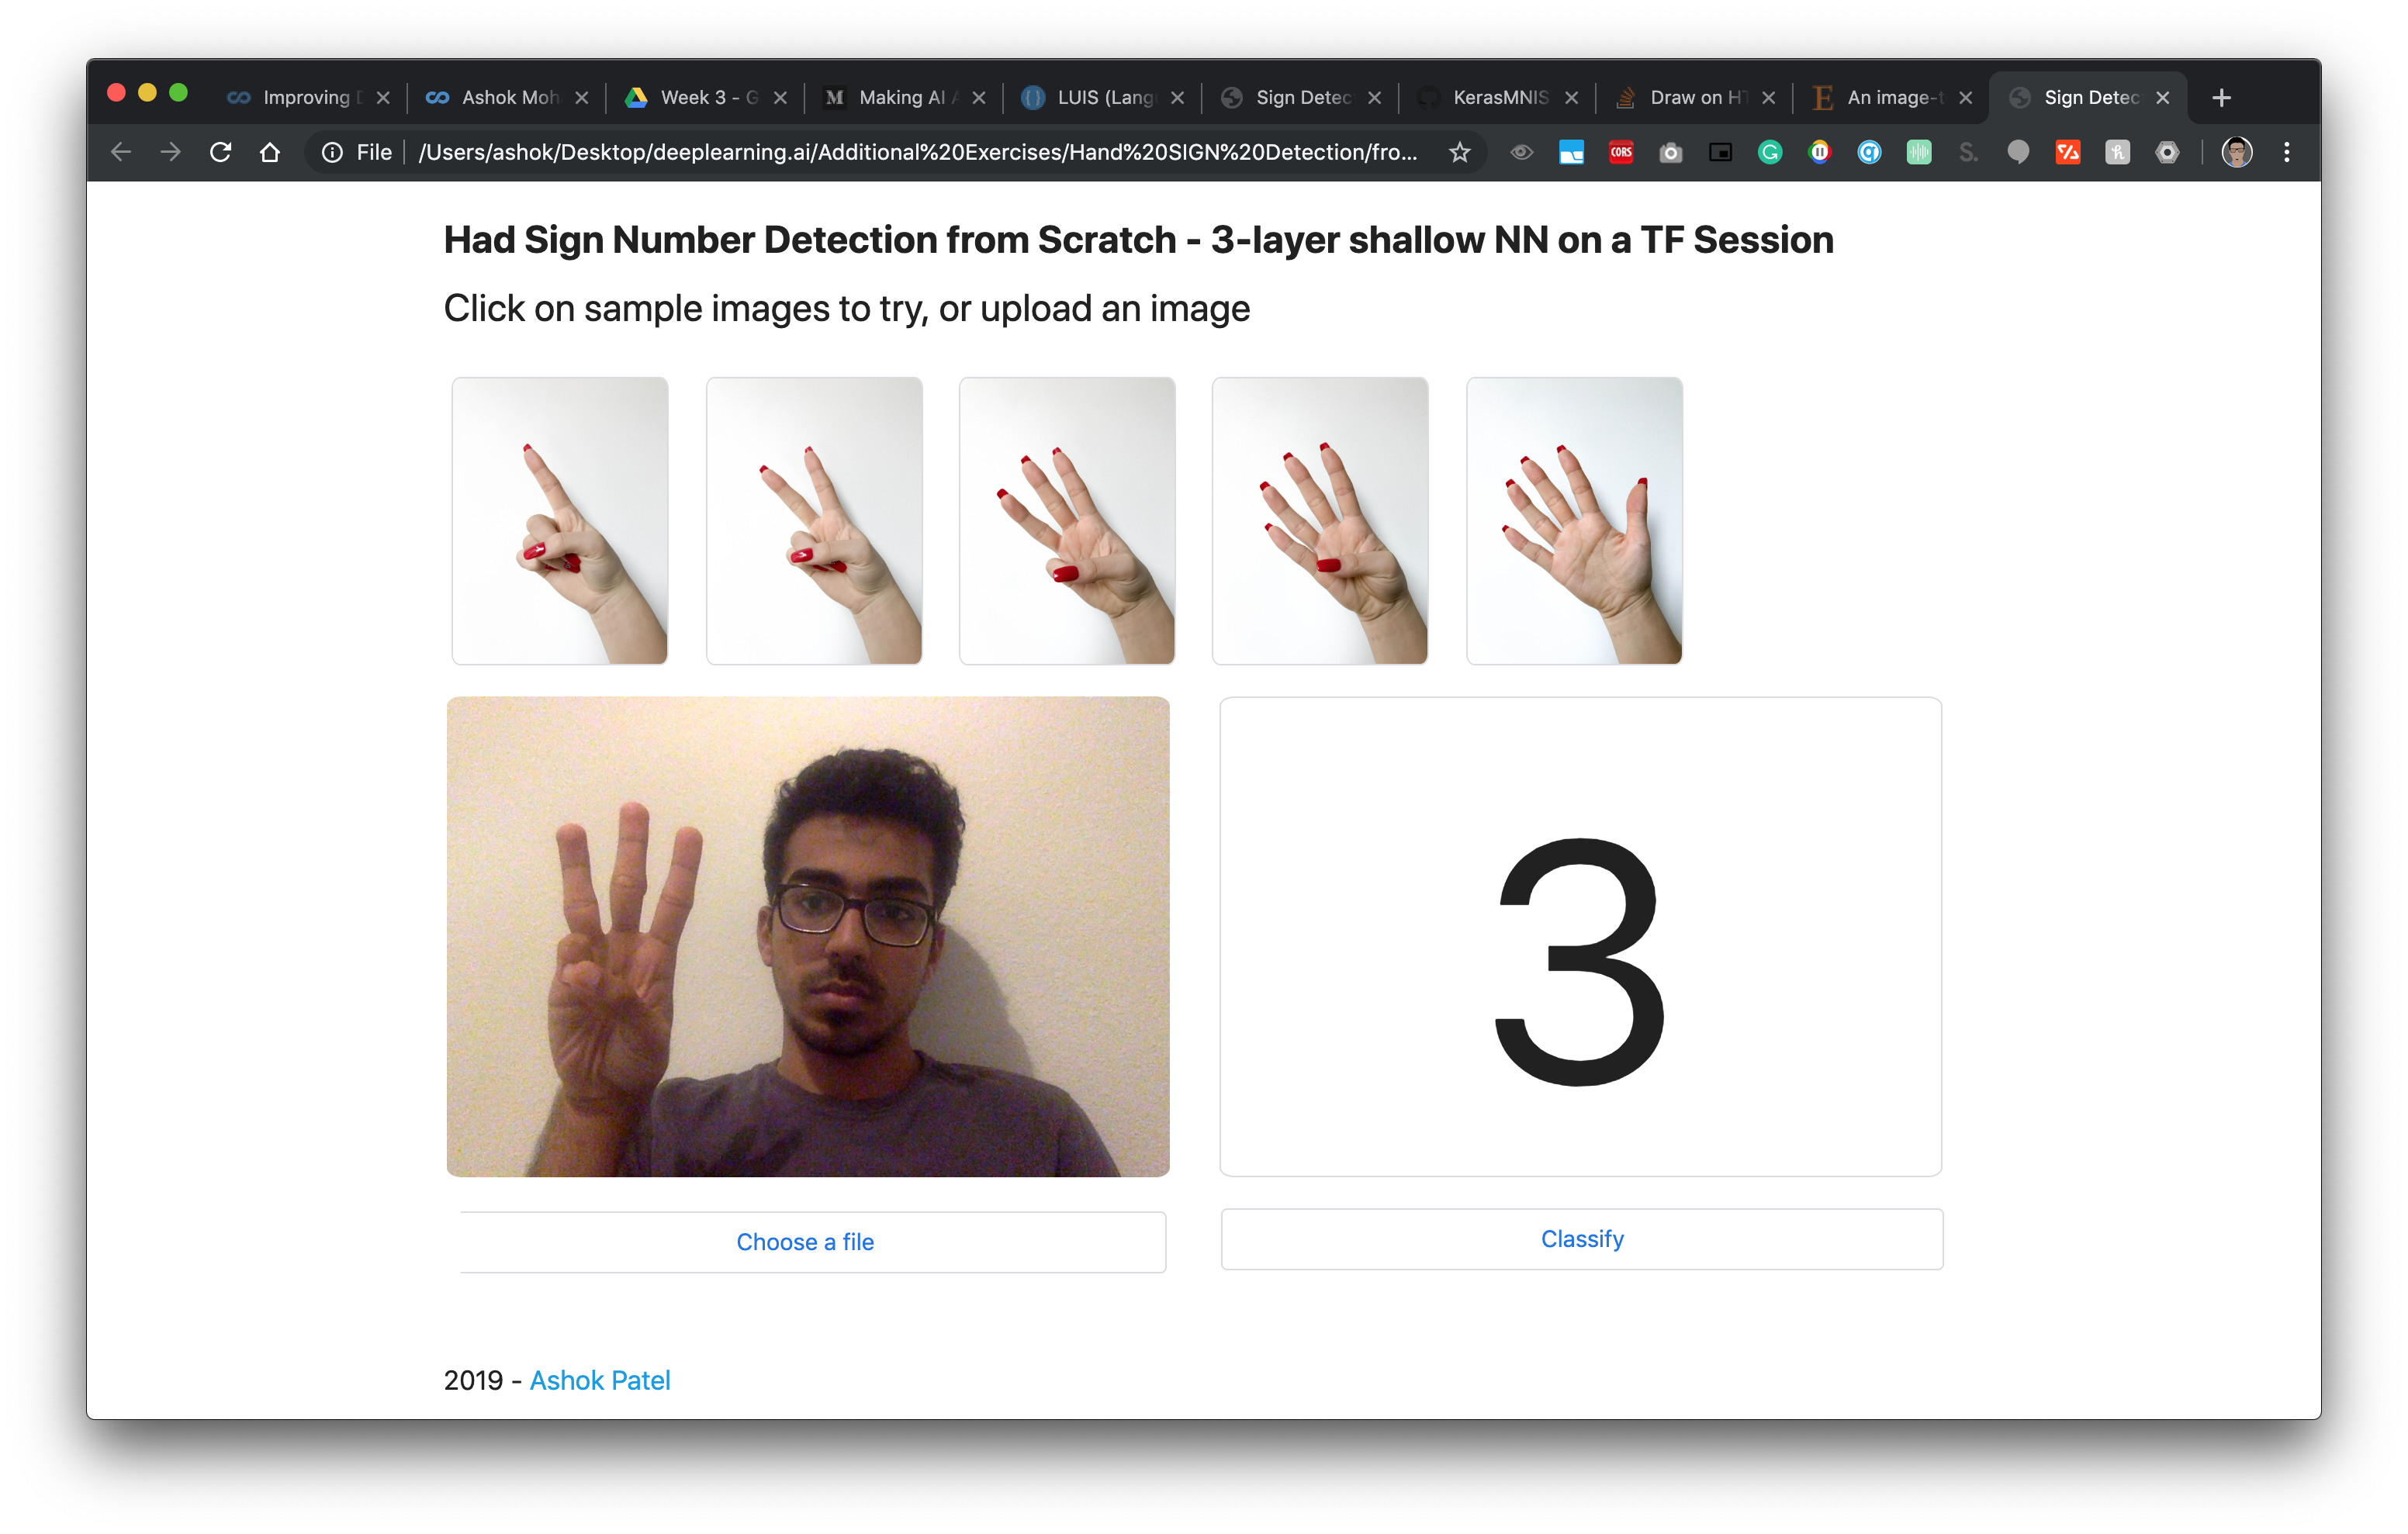 Improving
Ashok Moh
Week 3 - G
Making AI
LUIS (Lang
Sign Detec
KerasMNIS
Draw on HT
An image-t
Sign Detec
File /Users/ashok/Desktop/deeplearning.ai/Additional%20Exercises/Hand%20SIGN%20Detection/fro...
CORS
Had Sign Number Detection from Scratch - 3-layer shallow NN on a TF Session
Click on sample images to try, or upload an image
3
Choose a file
Classify
2019 - Ashok Patel